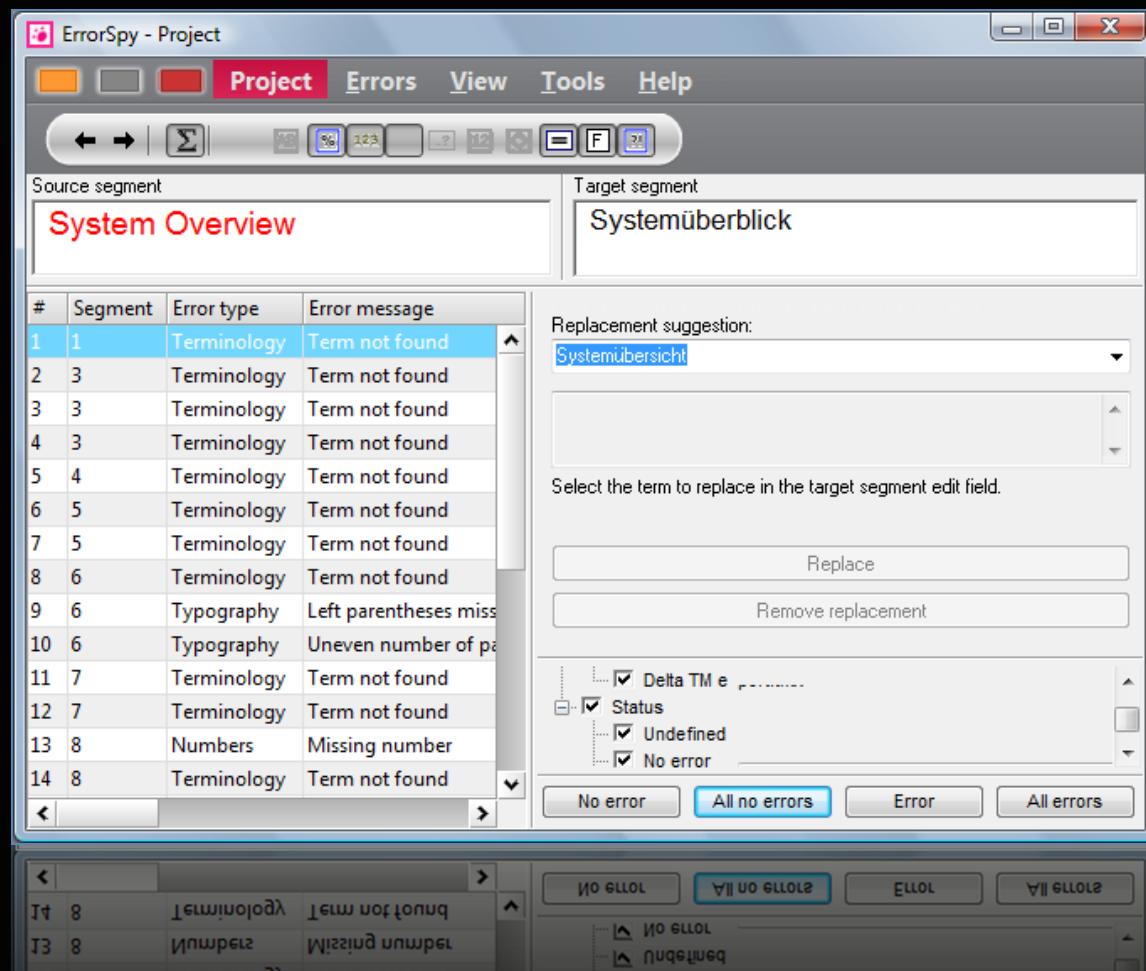 ErrorSpy - Project
Project Errors View Tools Help
Σ % 123 .? 12 = F ?!
Source segment
Target segment
System Overview
Systemüberblick
# Segment Error type Error message
1 1 Terminology Term not found
2 3 Terminology Term not found
3 3 Terminology Term not found
4 3 Terminology Term not found
5 4 Terminology Term not found
6 5 Terminology Term not found
7 5 Terminology Term not found
8 6 Terminology Term not found
9 6 Typography Left parentheses miss
10 6 Typography Uneven number of pa
11 7 Terminology Term not found
12 7 Terminology Term not found
13 8 Numbers Missing number
14 8 Terminology Term not found
Replacement suggestion:
Systemübersicht
Select the term to replace in the target segment edit field.
Replace
Remove replacement
Delta TM e
Status
Undefined
No error
No error All no errors Error All errors